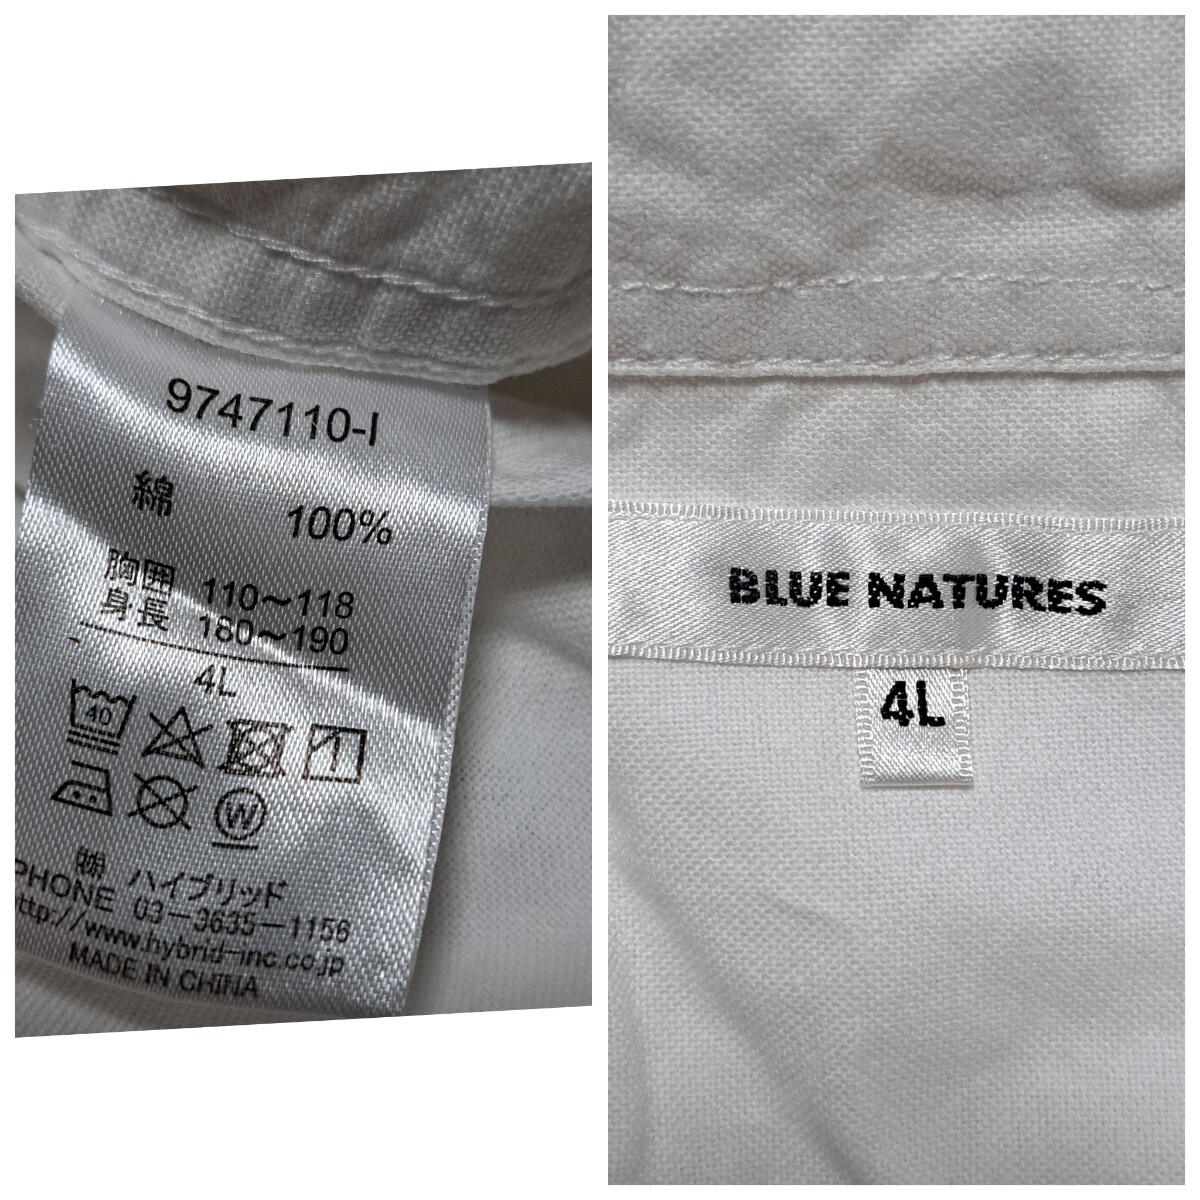 9747110-I
綿 100%
胸囲 110～118
身長 180～190
4L
40
1
W
㈱ ハイブリッド
PHONE 03-3635-1156
http://www.hybrid-inc.co.jp
MADE IN CHINA
BLUE NATURES
4L